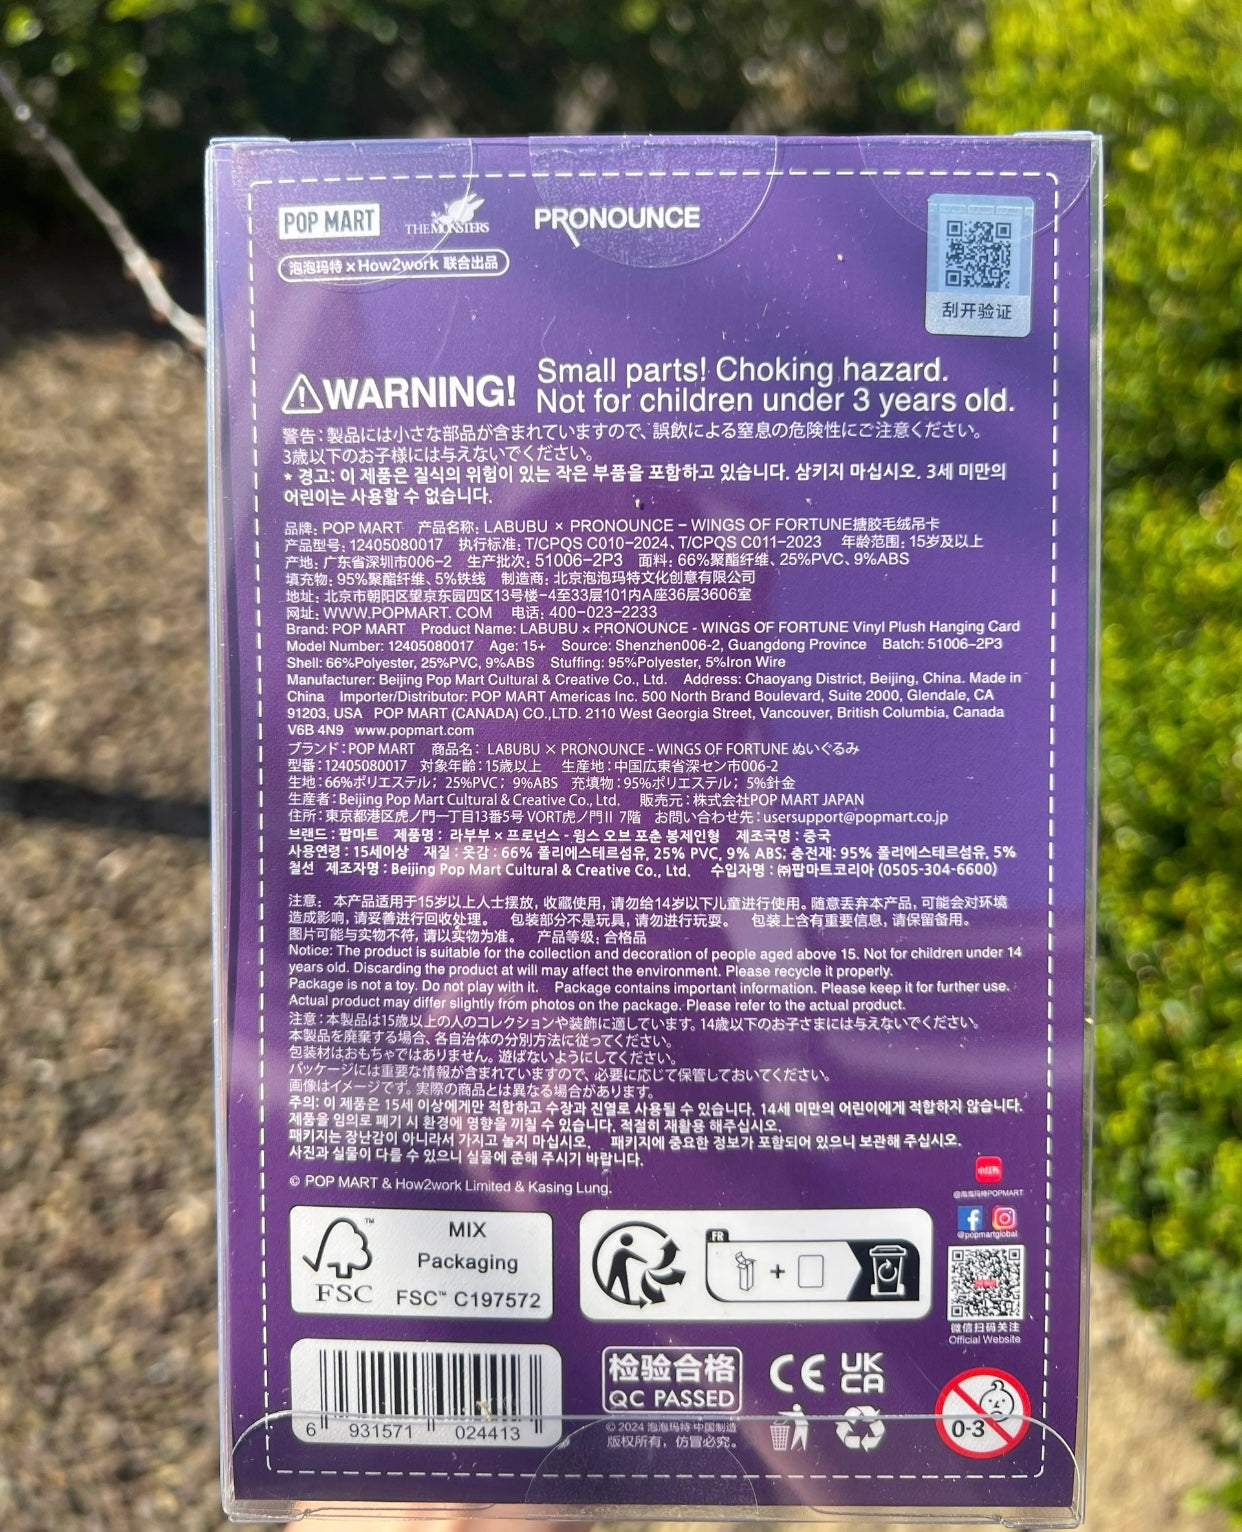 POP MART THE MONSTERS PRONOUNCE
泡泡玛特 x How2work 联合出品
刮开验证
WARNING! Small parts! Choking hazard.
Not for children under 3 years old.
警告：製品には小さな部品が含まれていますので、誤飲による窒息の危険性にご注意ください。
3歳以下のお子様には与えないでください。
* 경고: 이 제품은 질식의 위험이 있는 작은 부품을 포함하고 있습니다. 삼키지 마십시오. 3세 미만의
어린이는 사용할 수 없습니다.
品牌：POP MART 产品名称：LABUBU × PRONOUNCE – WINGS OF FORTUNE搪胶毛绒吊卡
产品型号：12405080017 执行标准：T/CPQS C010–2024、T/CPQS C011–2023 年龄范围：15岁及以上
产地：广东省深圳市006–2 生产批次：51006–2P3 面料：66%聚酯纤维、25%PVC、9%ABS
填充物：95%聚酯纤维、5%铁线 制造商：北京泡泡玛特文化创意有限公司
地址：北京市朝阳区望京东园四区13号楼–4至33层101内A座36层3606室
网址：WWW.POPMART. COM 电话：400–023–2233
Brand: POP MART Product Name: LABUBU × PRONOUNCE - WINGS OF FORTUNE Vinyl Plush Hanging Card
Model Number: 12405080017 Age: 15+ Source: Shenzhen006-2, Guangdong Province Batch: 51006–2P3
Shell: 66%Polyester, 25%PVC, 9%ABS Stuffing: 95%Polyester, 5%Iron Wire
Manufacturer: Beijing Pop Mart Cultural & Creative Co., Ltd. Address: Chaoyang District, Beijing, China. Made in
China Importer/Distributor: POP MART Americas Inc. 500 North Brand Boulevard, Suite 2000, Glendale, CA
91203, USA POP MART (CANADA) CO.,LTD. 2110 West Georgia Street, Vancouver, British Columbia, Canada
V6B 4N9 www.popmart.com
ブランド：POP MART 商品名： LABUBU × PRONOUNCE - WINGS OF FORTUNE ぬいぐるみ
型番：12405080017 対象年齢：15歳以上 生産地：中国広東省深セン市006-2
生地：66%ポリエステル； 25%PVC； 9%ABS 充填物：95%ポリエステル； 5%針金
生産者：Beijing Pop Mart Cultural & Creative Co., Ltd. 販売元：株式会社POP MART JAPAN
住所：東京都港区虎ノ門一丁目13番5号 VORT虎ノ門II 7階 お問い合わせ先：usersupport@popmart.co.jp
브랜드 : 팝마트 제품명 : 라부부 × 프로넌스 - 윙스 오브 포춘 봉제인형 제조국명 : 중국
사용연령 : 15세이상 재질 : 옷감 : 66% 폴리에스테르섬유, 25% PVC, 9% ABS; 충전재: 95% 폴리에스테르섬유, 5%
철선 제조자명 : Beijing Pop Mart Cultural & Creative Co., Ltd. 수입자명 : ㈜팝마트코리아 (0505-304-6600)
注意： 本产品适用于15岁以上人士摆放，收藏使用，请勿给14岁以下儿童进行使用。随意丢弃本产品，可能会对环境
造成影响，请妥善进行回收处理。 包装部分不是玩具，请勿进行玩耍。 包装上含有重要信息，请保留备用。
图片可能与实物不符，请以实物为准。 产品等级：合格品
Notice: The product is suitable for the collection and decoration of people aged above 15. Not for children under 14
years old. Discarding the product at will may affect the environment. Please recycle it properly.
Package is not a toy. Do not play with it. Package contains important information. Please keep it for further use.
Actual product may differ slightly from photos on the package. Please refer to the actual product.
注意：本製品は15歳以上の人のコレクションや装飾に適しています。14歳以下のお子さまには与えないでください。
本製品を廃棄する場合、各自治体の分別方法に従ってください。
包装材はおもちゃではありません。遊ばないようにしてください。
パッケージには重要な情報が含まれていますので、必要に応じて保管しておいてください。
画像はイメージです。実際の商品とは異なる場合があります。
주의: 이 제품은 15세 이상에게만 적합하고 수장과 진열로 사용될 수 있습니다. 14세 미만의 어린이에게 적합하지 않습니다.
제품을 임의로 폐기 시 환경에 영향을 끼칠 수 있습니다. 적절히 재활용 해주십시오.
패키지는 장난감이 아니라서 가지고 놀지 마십시오. 패키지에 중요한 정보가 포함되어 있으니 보관해 주십시오.
사진과 실물이 다를 수 있으니 실물에 준해 주시기 바랍니다.
© POP MART & How2work Limited & Kasing Lung.
小红书
@泡泡玛特POPMART
@popmartglobal
微信扫码关注
Official Website
MIX
Packaging
FSC™ C197572
FSC
™
FR
+
6 931571 024413
检验合格
QC PASSED
© 2024 泡泡玛特 中国制造
版权所有，仿冒必究。
CE UK
CA
0-3